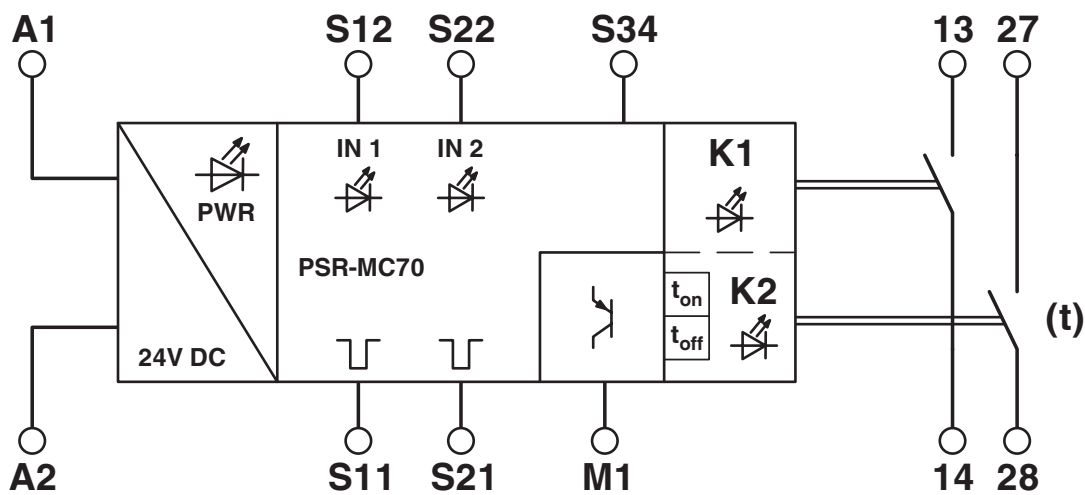 A1 S12 S22 S34 13 27
IN 1 IN 2 K1
PWR
PSR-MC70
t_on K2 (t)
t_off
24V DC
A2 S11 S21 M1 14 28